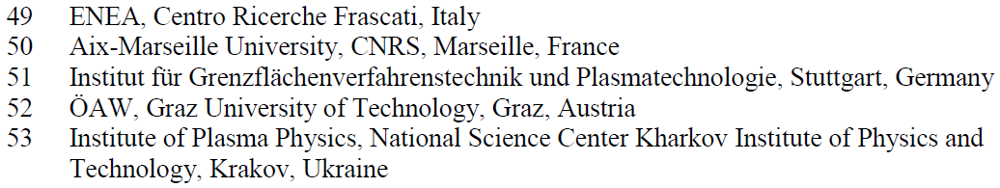 49 ENEA, Centro Ricerche Frascati, Italy
50 Aix-Marseille University, CNRS, Marseille, France
51 Institut für Grenzflächenverfahrenstechnik und Plasmatechnologie, Stuttgart, Germany
52 ÖAW, Graz University of Technology, Graz, Austria
53 Institute of Plasma Physics, National Science Center Kharkov Institute of Physics and
Technology, Krakov, Ukraine